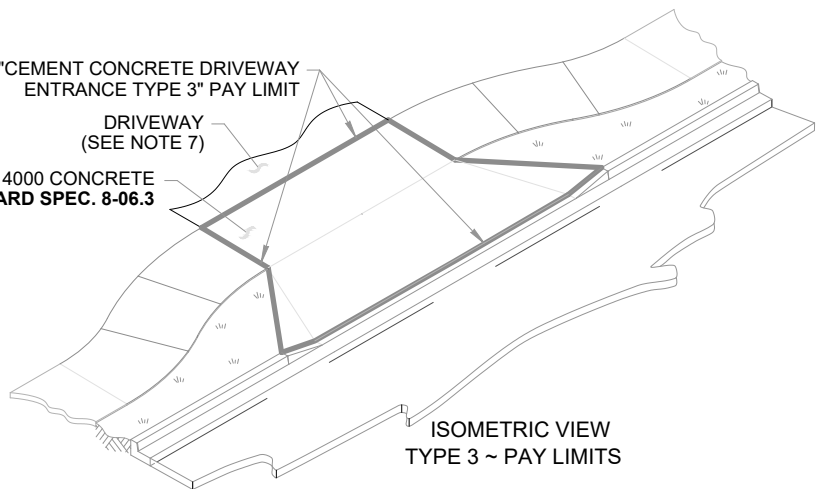 "CEMENT CONCRETE DRIVEWAY
ENTRANCE TYPE 3" PAY LIMIT
DRIVEWAY
(SEE NOTE 7)
4000 CONCRETE
SPEC. 8-06.3
ISOMETRIC VIEW
TYPE 3 ~ PAY LIMITS